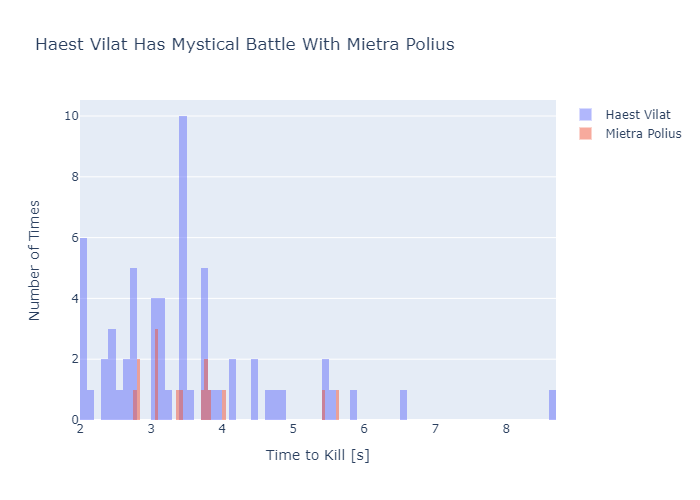 Haest Vilat Has Mystical Battle With Mietra Polius
Haest Vilat
Mietra Polius
Number of Times
10
8
6
4
2
0
2 3 4 5 6 7 8
Time to Kill [s]